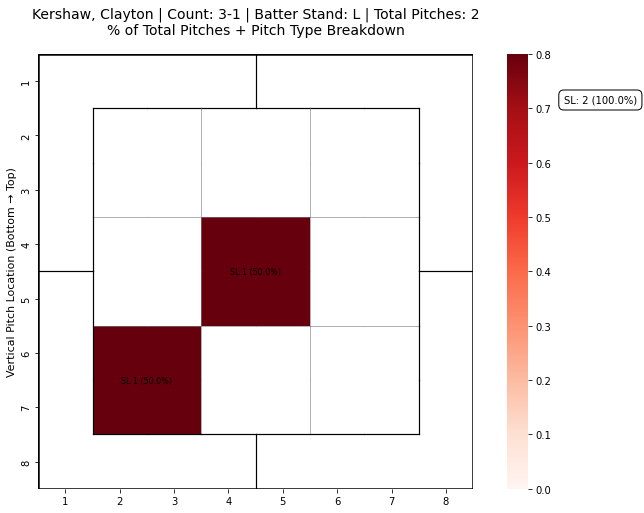 Kershaw, Clayton | Count: 3-1 | Batter Stand: L | Total Pitches: 2
% of Total Pitches + Pitch Type Breakdown
Vertical Pitch Location (Bottom → Top)
1
2
3
4
5
6
7
8
SL 1 (50.0%)
SL 1 (50.0%)
1 2 3 4 5 6 7 8
0.8
0.7
0.6
0.5
0.4
0.3
0.2
0.1
0.0
SL: 2 (100.0%)